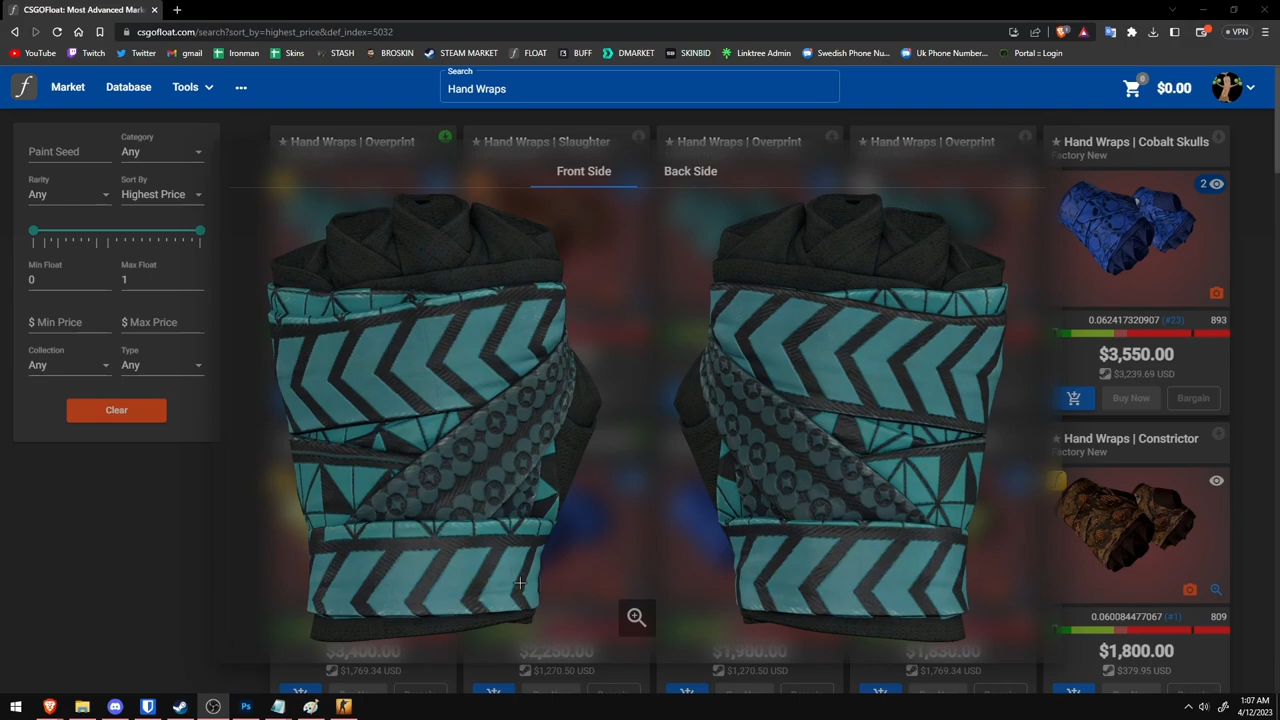 CSGOFloat: Most Advanced Mar
csgofloat.com/search?sort_by=highest_price&def_index=5032
VPN
YouTube Twitch Twitter gmail Ironman Skins STASH BROSKIN STEAM MARKET FLOAT BUFF DMARKET SKINBID Linktree Admin Swedish Phone Nu... Uk Phone Number... Portal = Login
Market Database Tools
Search
Hand Wraps
0
$0.00
Paint Seed
Category
Any
Rarity
Any
Sort By
Highest Price
Min Float
0
Max Float
1
$ Min Price
$ Max Price
Collection
Any
Type
Any
Clear
★ Hand Wraps | Overprint
★ Hand Wraps | Slaughter
★ Hand Wraps | Overprint
★ Hand Wraps | Overprint
Front Side
Back Side
$3,400.00
$1,769.34 USD
$2,250.00
$1,270.50 USD
$1,900.00
$1,270.50 USD
$1,830.00
$1,769.34 USD
★ Hand Wraps | Cobalt Skulls
Factory New
2
0.062417320907 (#23) 893
$3,550.00
$3,239.69 USD
Buy Now
Bargain
★ Hand Wraps | Constrictor
Factory New
0.060084477067 (#1) 809
$1,800.00
$379.95 USD
1:07 AM
4/12/2023